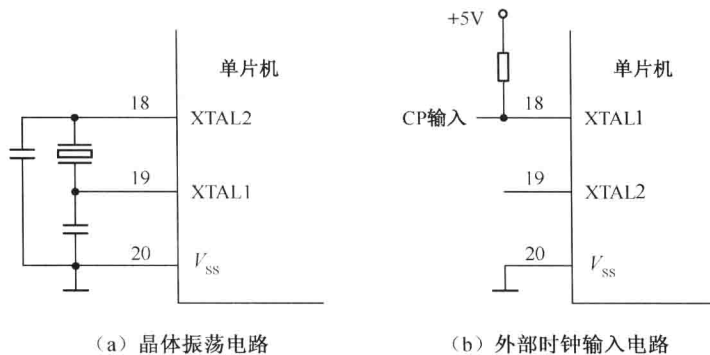 单片机
18
XTAL2
19
XTAL1
20
VSS
（a）晶体振荡电路
+5V
单片机
CP输入
18
XTAL1
19
XTAL2
20
VSS
（b）外部时钟输入电路